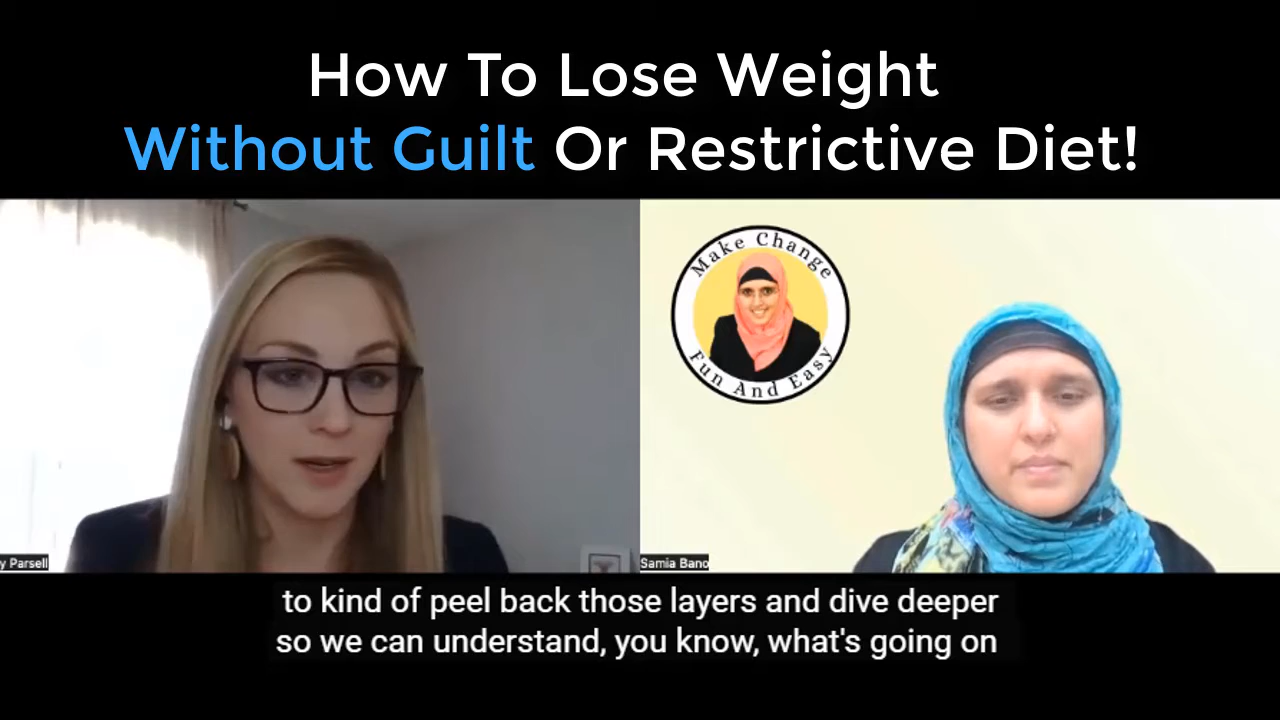 How To Lose Weight
Without Guilt Or Restrictive Diet!
Make Change
Fun And Easy
y Parsell
Samia Bano
to kind of peel back those layers and dive deeper
so we can understand, you know, what's going on